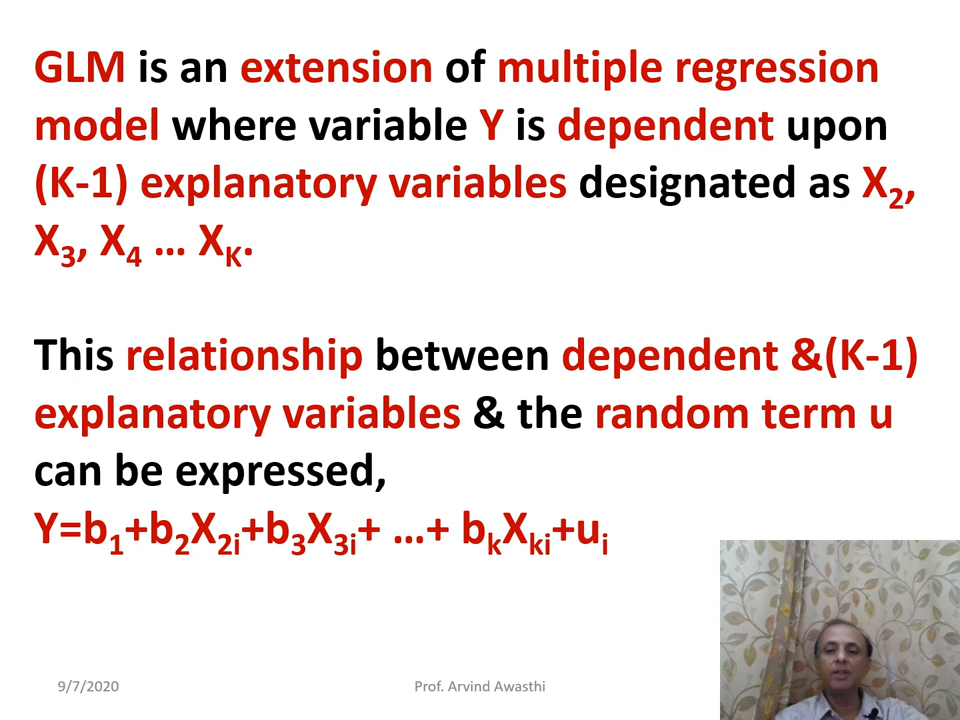 GLM is an extension of multiple regression
model where variable Y is dependent upon
(K-1) explanatory variables designated as X₂,
X₃, X₄ … X_K.
This relationship between dependent &(K-1)
explanatory variables & the random term u
can be expressed,
Y=b₁+b₂X₂ᵢ+b₃X₃ᵢ+ …+ bₖXₖᵢ+uᵢ
9/7/2020
Prof. Arvind Awasthi